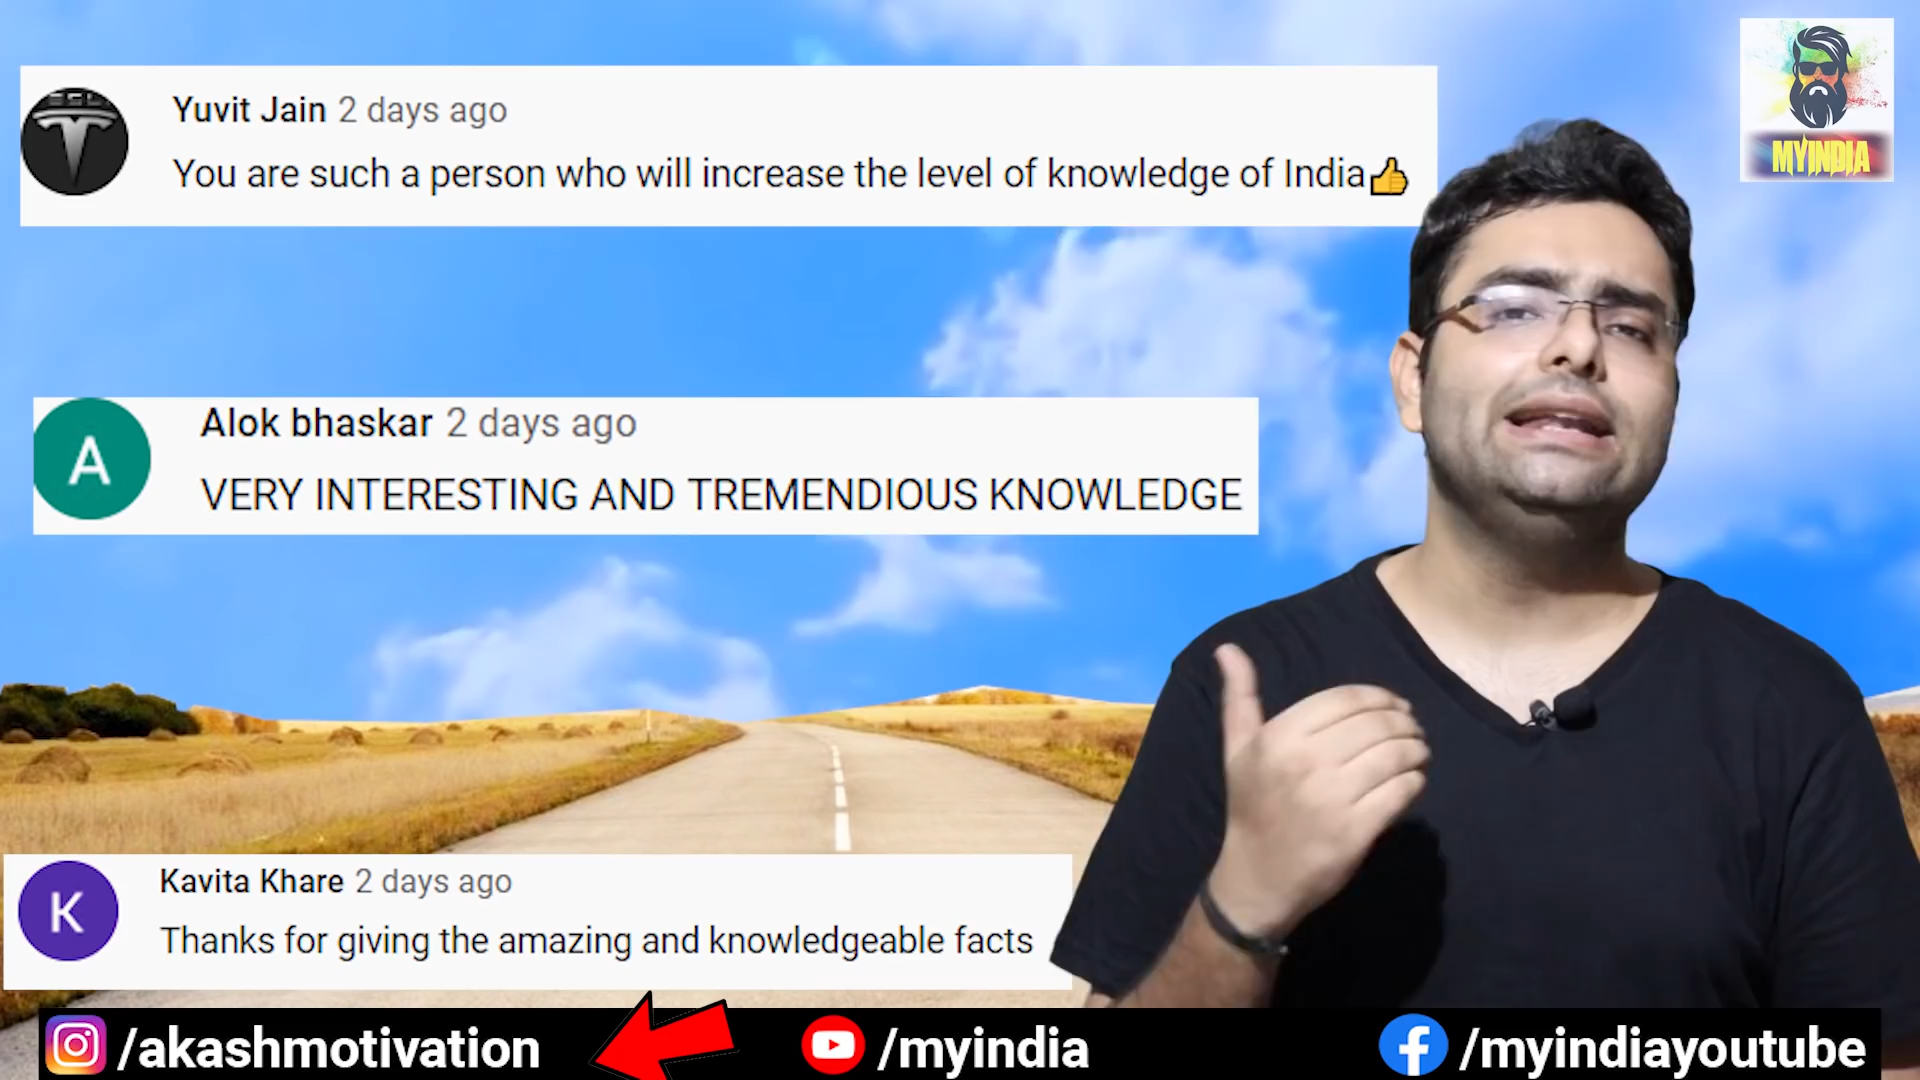 Yuvit Jain 2 days ago
You are such a person who will increase the level of knowledge of India👍
MYINDIA
A
Alok bhaskar 2 days ago
VERY INTERESTING AND TREMENDIOUS KNOWLEDGE
K
Kavita Khare 2 days ago
Thanks for giving the amazing and knowledgeable facts
/akashmotivation
/myindia
/myindiayoutube